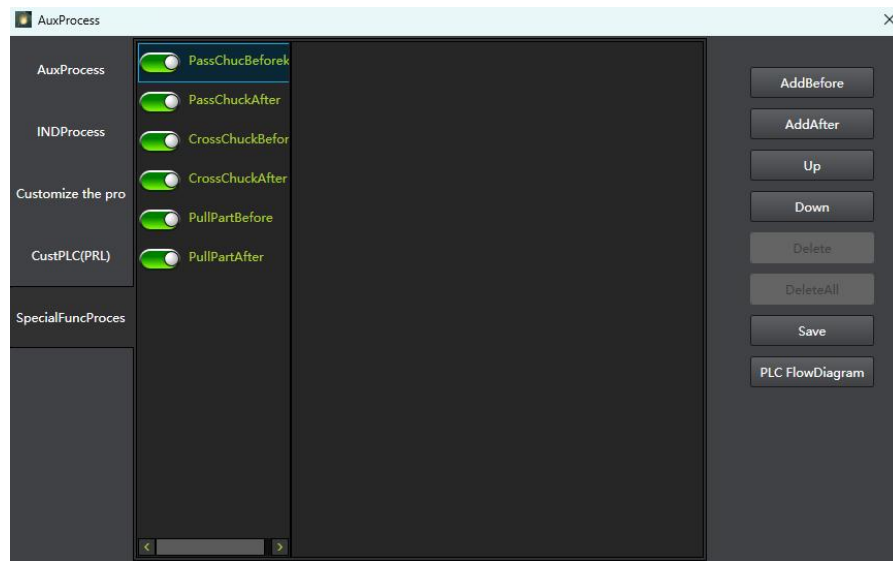 AuxProcess
AuxProcess
INDProcess
Customize the pro
CustPLC(PRL)
SpecialFuncProces
PassChucBeforek
PassChuckAfter
CrossChuckBefor
CrossChuckAfter
PullPartBefore
PullPartAfter
AddBefore
AddAfter
Up
Down
Delete
DeleteAll
Save
PLC FlowDiagram